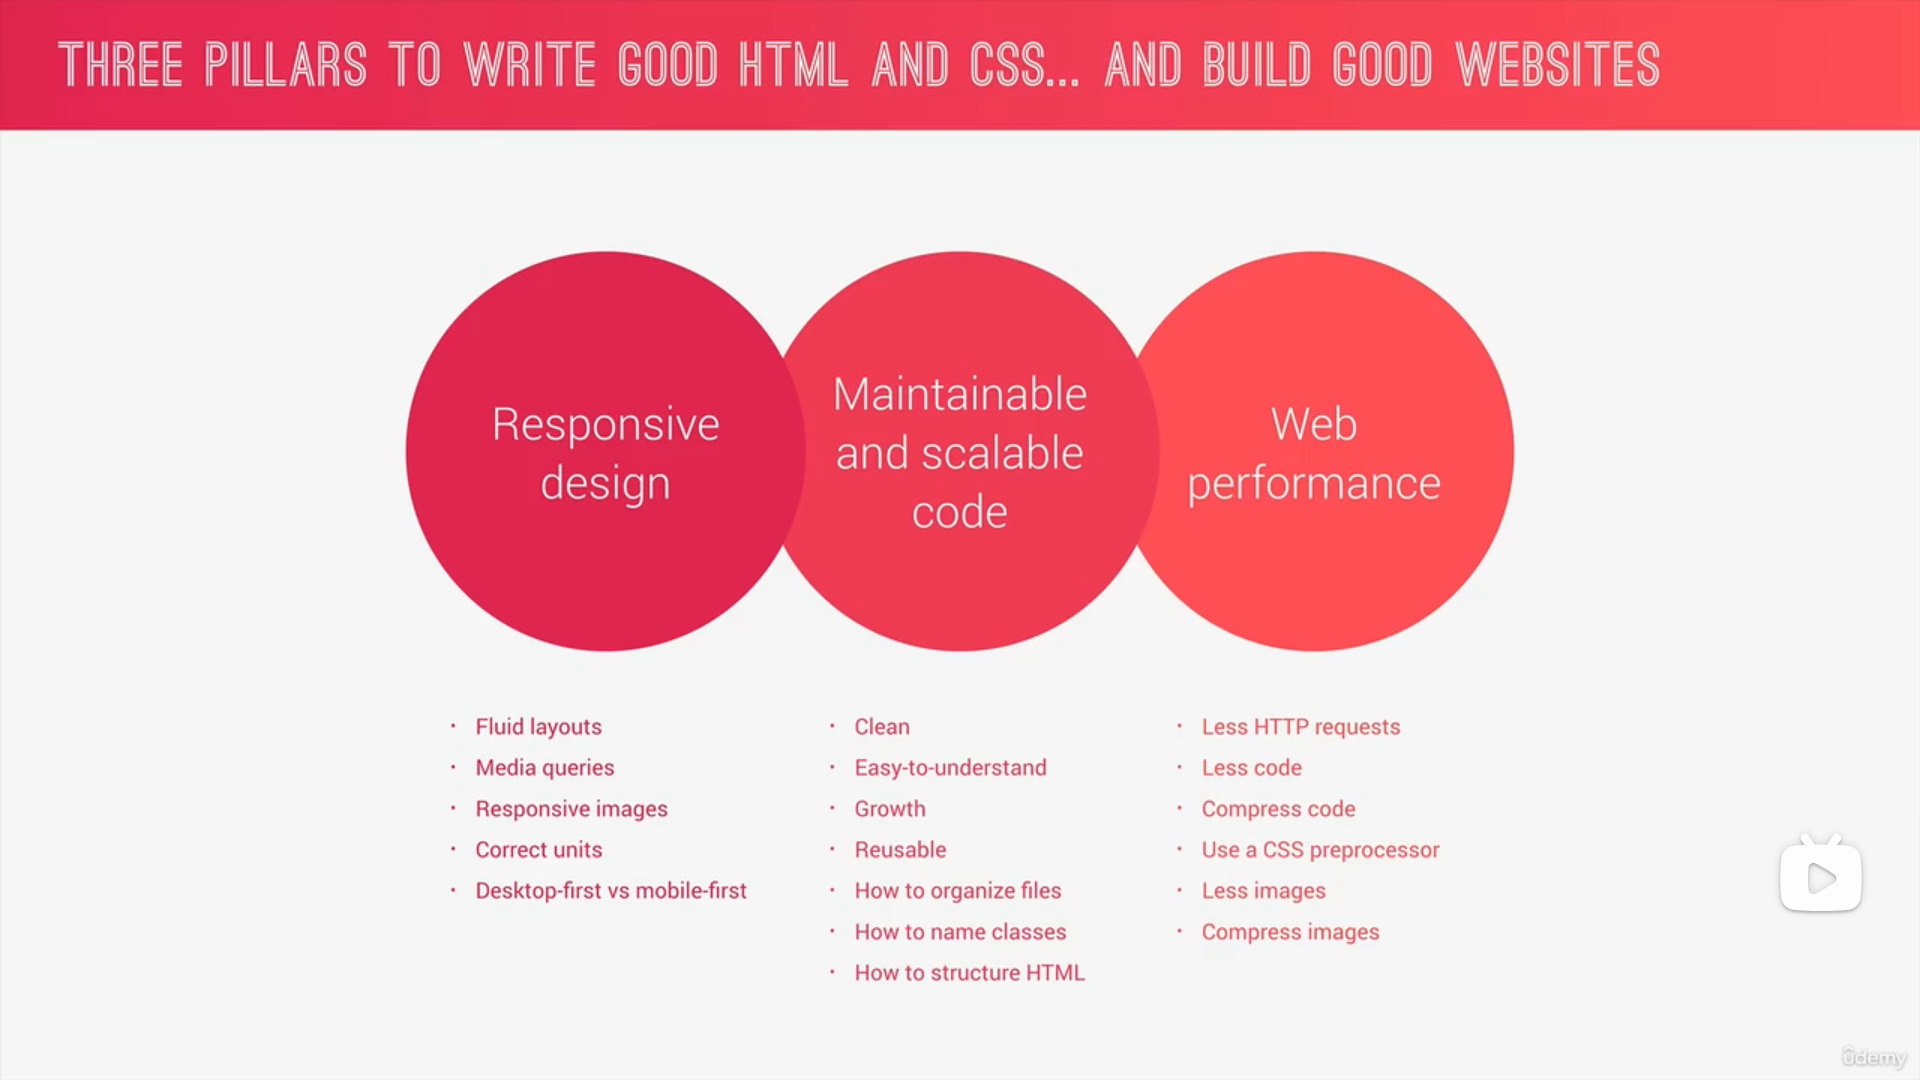 THREE PILLARS TO WRITE GOOD HTML AND CSS... AND BUILD GOOD WEBSITES
Responsive
design
Maintainable
and scalable
code
Web
performance
· Fluid layouts
· Media queries
· Responsive images
· Correct units
· Desktop-first vs mobile-first
· Clean
· Easy-to-understand
· Growth
· Reusable
· How to organize files
· How to name classes
· How to structure HTML
· Less HTTP requests
· Less code
· Compress code
· Use a CSS preprocessor
· Less images
· Compress images
ûdemy